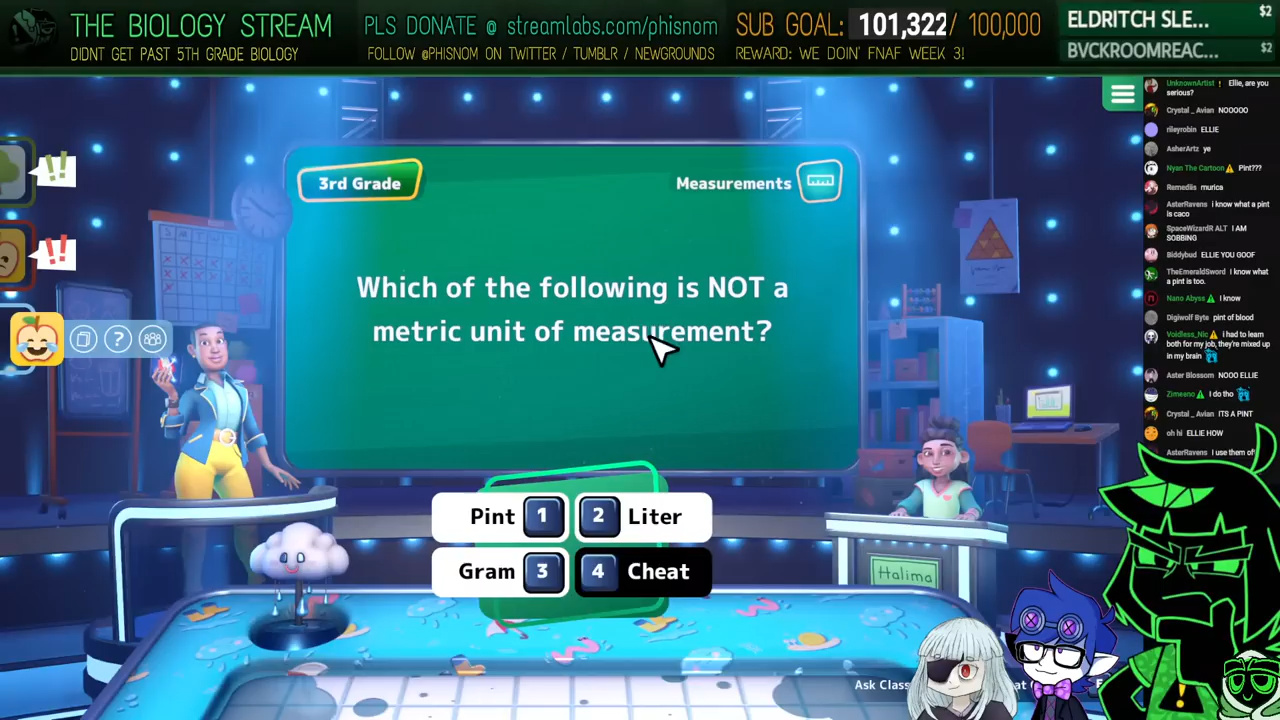 THE BIOLOGY STREAM
DIDNT GET PAST 5TH GRADE BIOLOGY
PLS DONATE @ streamlabs.com/phisnom
FOLLOW @PHISNOM ON TWITTER / TUMBLR / NEWGROUNDS
SUB GOAL: 101,322/ 100,000
REWARD: WE DOIN' FNAF WEEK 3!
ELDRITCH SLE... $2
BVCKROOMREAC... $2
!!
!!
?
3rd Grade
Measurements
Which of the following is NOT a
metric unit of measurement?
Pint 1
2 Liter
Gram 3
4 Cheat
Halima
Ask Class
UnknownArtist ! Ellie, are you
serious?
Crystal _ Avian NOOOOO
rileyrobin ELLIE
AsherArtz ye
Nyan The Cartoon Pint???
Remediis murica
AsterRavens i know what a pint
is caco
SpaceWizardR ALT I AM
SOBBING
Biddybud ELLIE YOU GOOF
TheEmeraldSword I know what
a pint is too.
Nano Abyss I know
Digiwolf Byte pint of blood
Voidless_Nic I had to learn
both for my job, they're mixed up
in my brain
Aster Blossom NOOO ELLIE
Zimeeno I do tho
Crystal _ Avian ITS A PINT
oh hi ELLIE HOW
AsterRavens I use them of